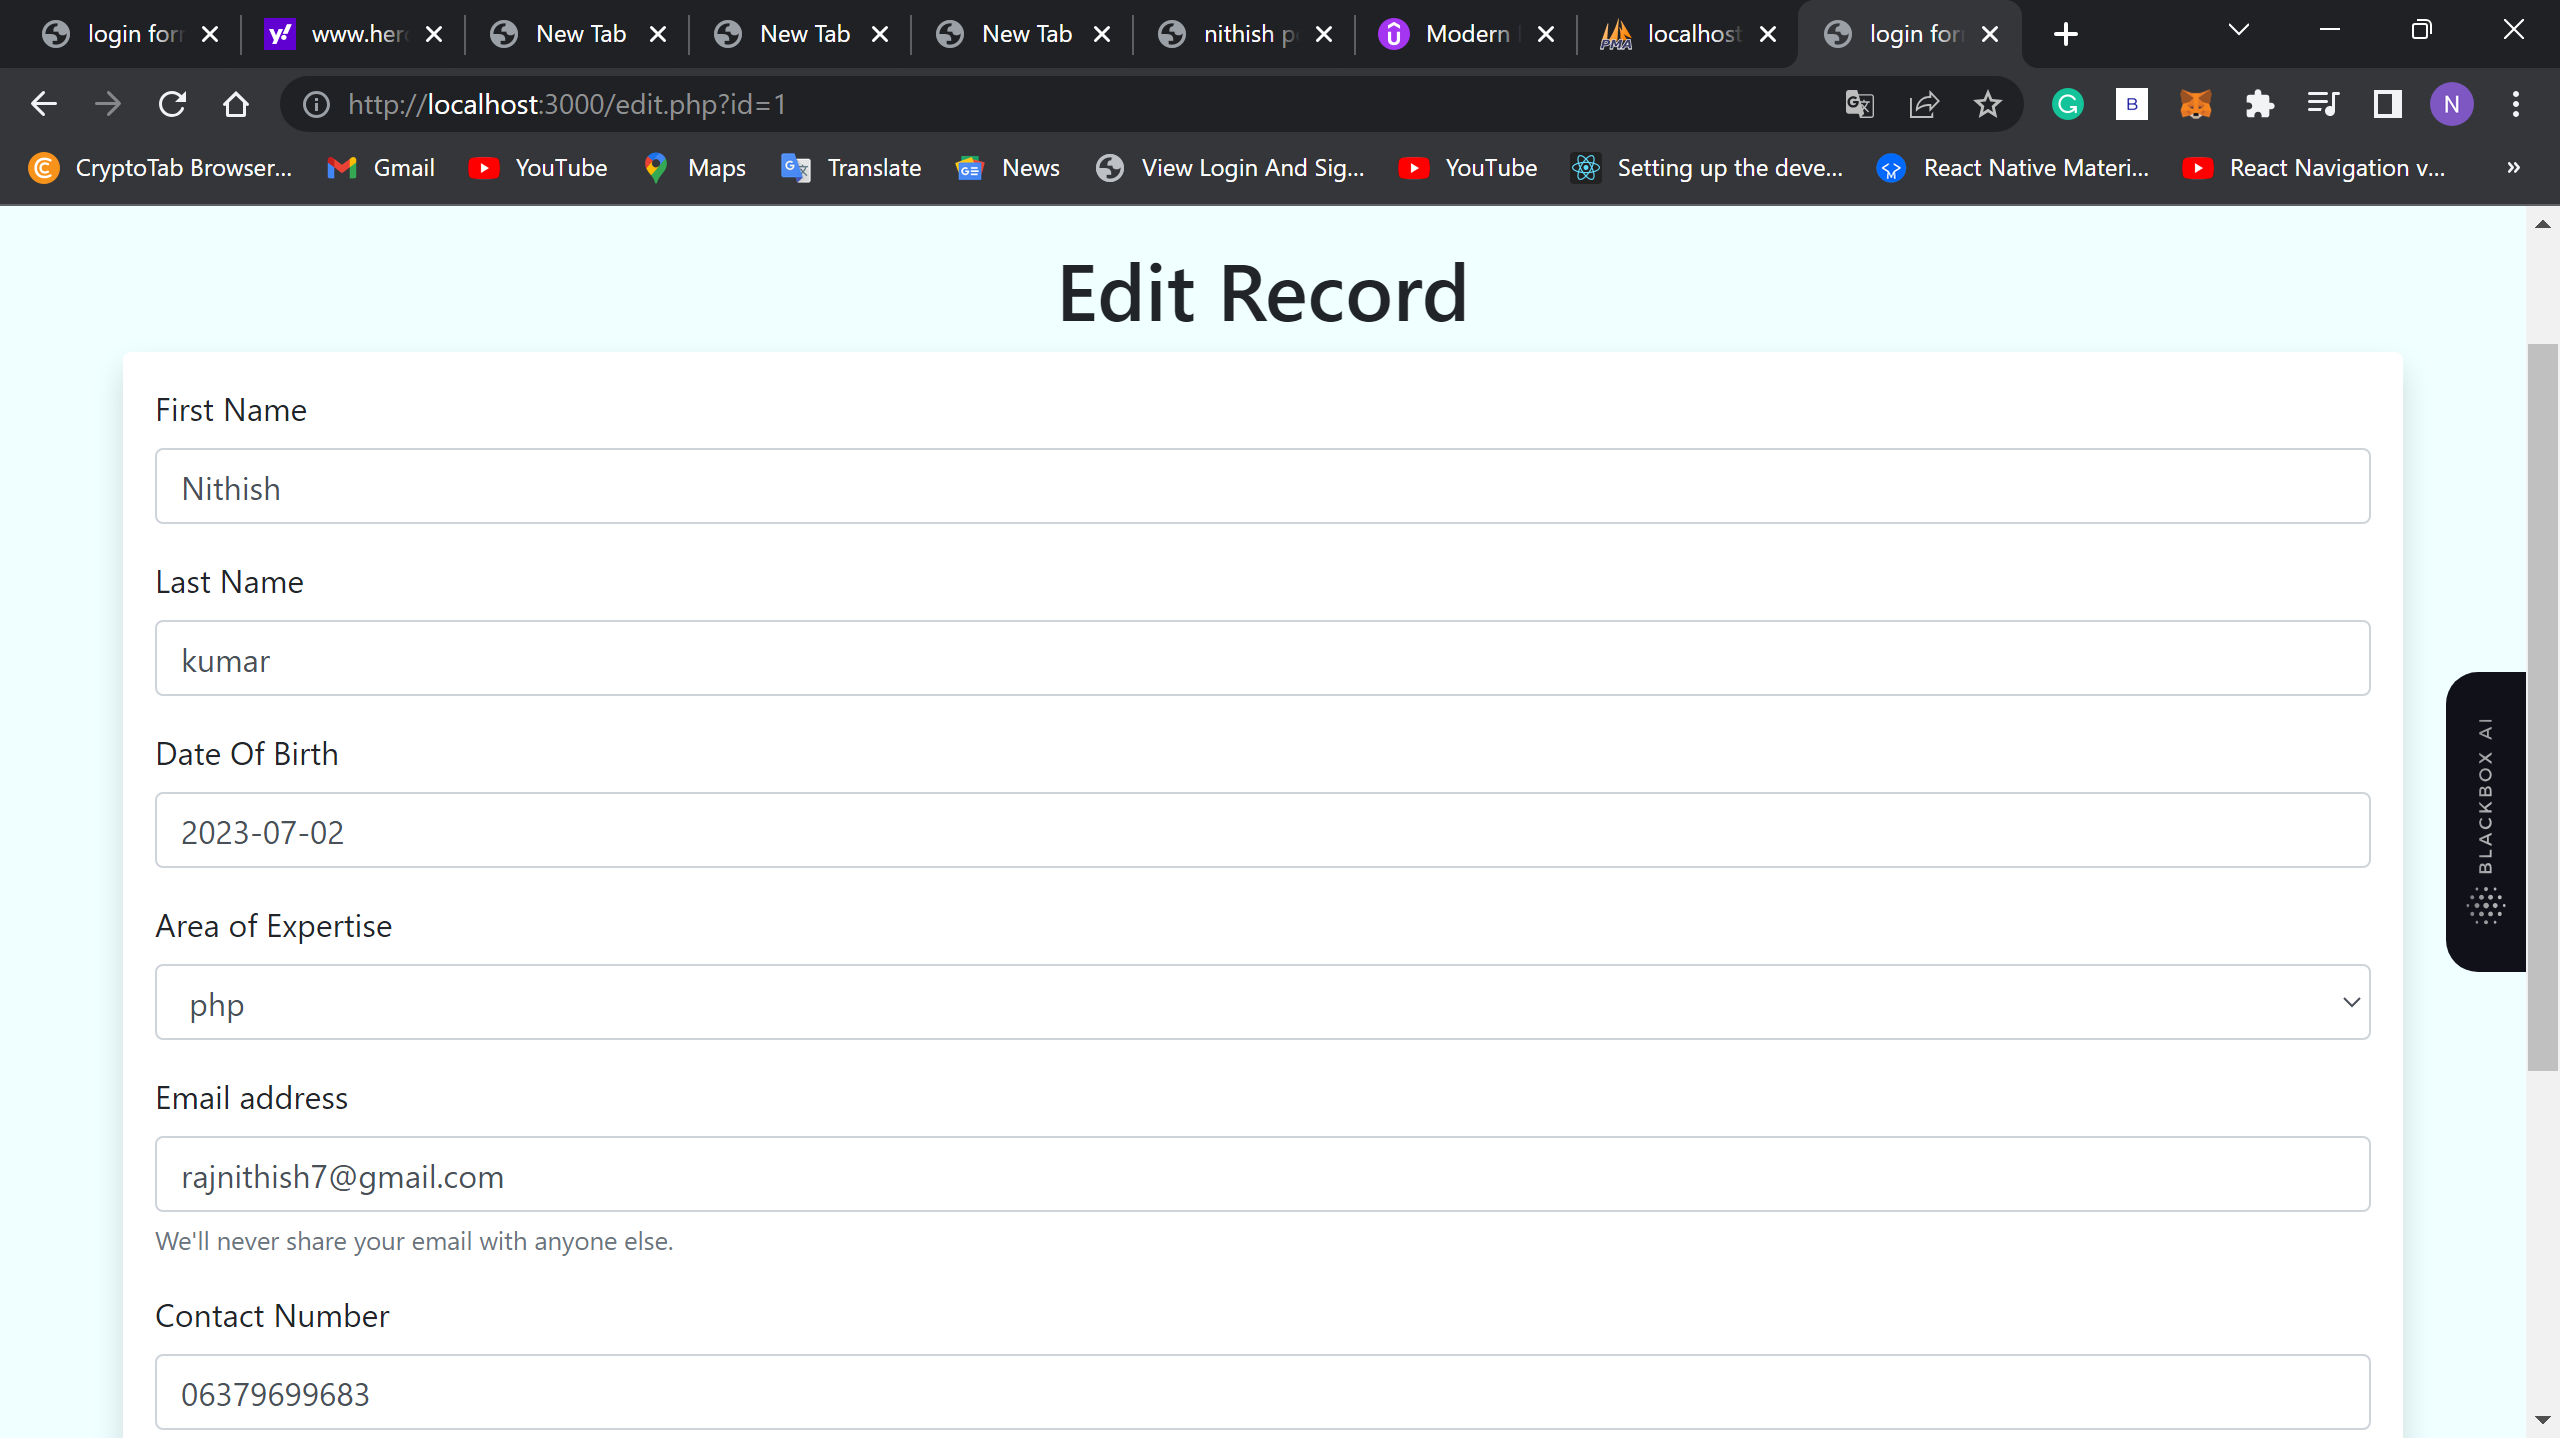 login for
www.her
New Tab
New Tab
New Tab
nithish p
Modern
localhost
login for
http://localhost:3000/edit.php?id=1
N
CryptoTab Browser...
Gmail
YouTube
Maps
Translate
News
View Login And Sig...
YouTube
Setting up the deve...
React Native Materi...
React Navigation v...
»
Edit Record
First Name
Nithish
Last Name
kumar
Date Of Birth
2023-07-02
Area of Expertise
php
Email address
rajnithish7@gmail.com
We'll never share your email with anyone else.
Contact Number
06379699683
BLACKBOX AI